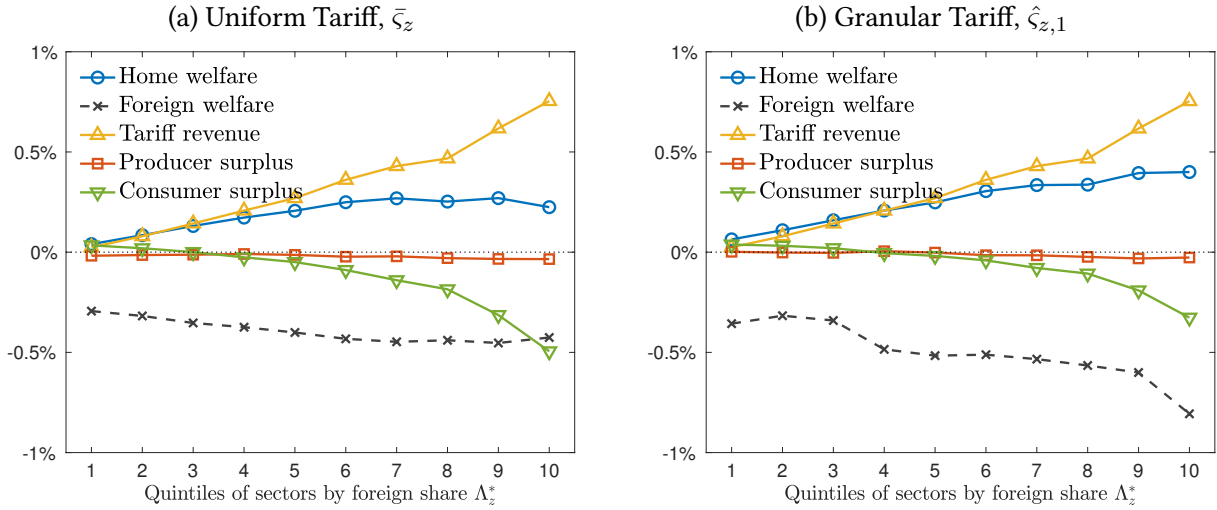 (a) Uniform Tariff, ς̄z
1%
0.5%
0%
-0.5%
-1%
Home welfare
Foreign welfare
Tariff revenue
Producer surplus
Consumer surplus
1 2 3 4 5 6 7 8 9 10
Quintiles of sectors by foreign share Λ*z
(b) Granular Tariff, ς̂z,1
1%
0.5%
0%
-0.5%
-1%
Home welfare
Foreign welfare
Tariff revenue
Producer surplus
Consumer surplus
1 2 3 4 5 6 7 8 9 10
Quintiles of sectors by foreign share Λ*z